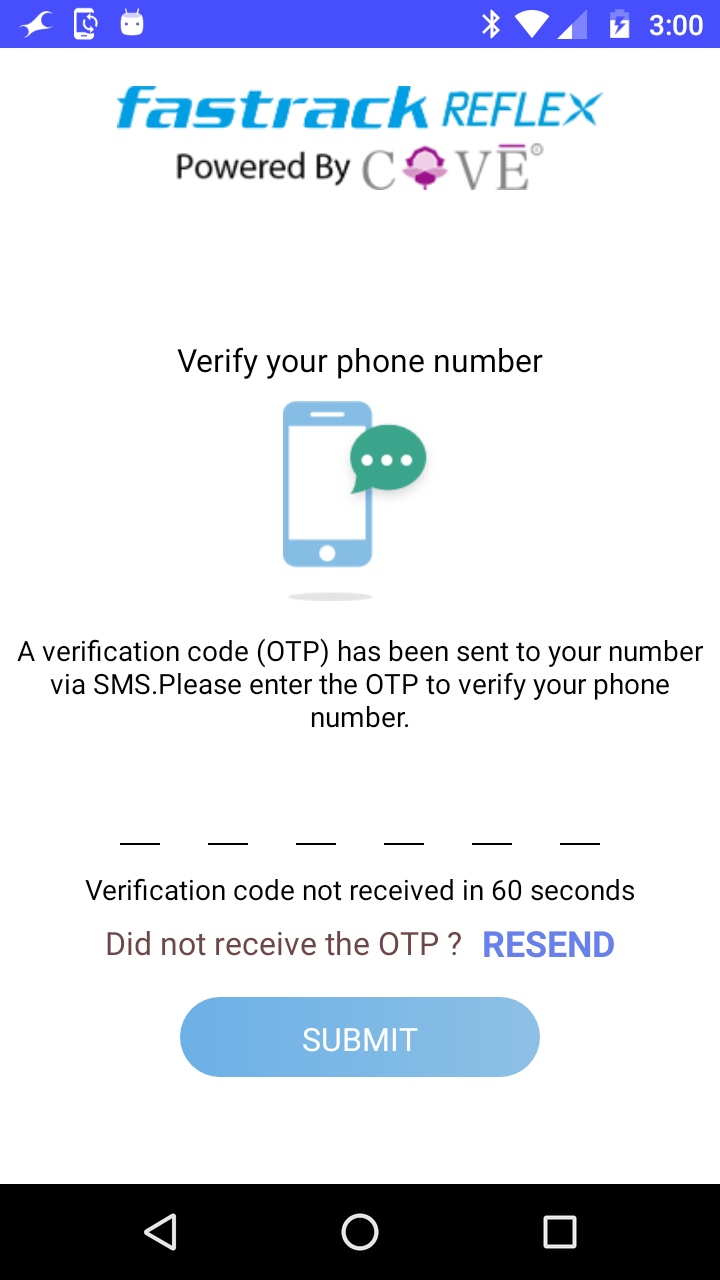 3:00
fastrack REFLEX
Powered By COVĒ®
Verify your phone number
A verification code (OTP) has been sent to your number
via SMS.Please enter the OTP to verify your phone
number.
Verification code not received in 60 seconds
Did not receive the OTP ? RESEND
SUBMIT